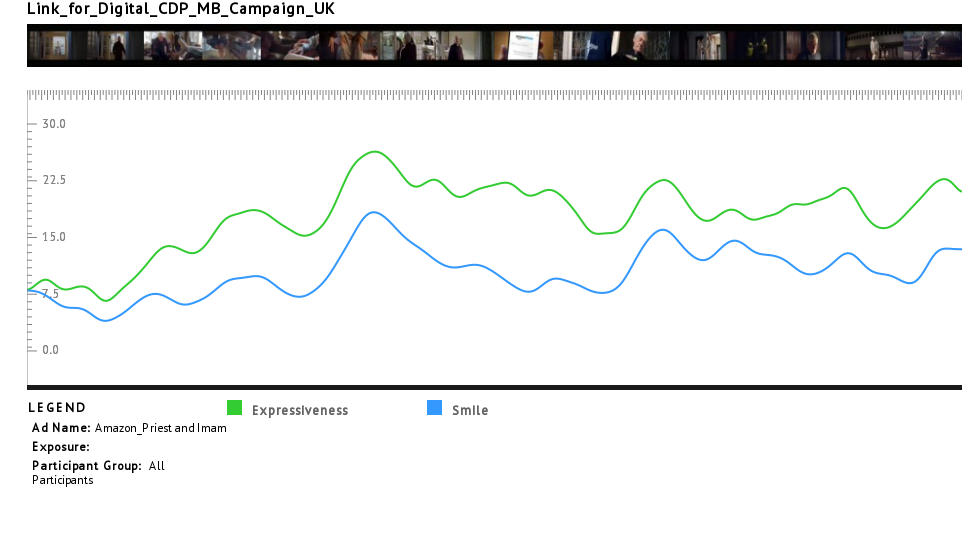 Link_for_Digital_CDP_MB_Campaign_UK
30.0
22.5
15.0
7.5
0.0
LEGEND
Expressiveness
Smile
Ad Name: Amazon_Priest and Imam
Exposure:
Participant Group: All
Participants